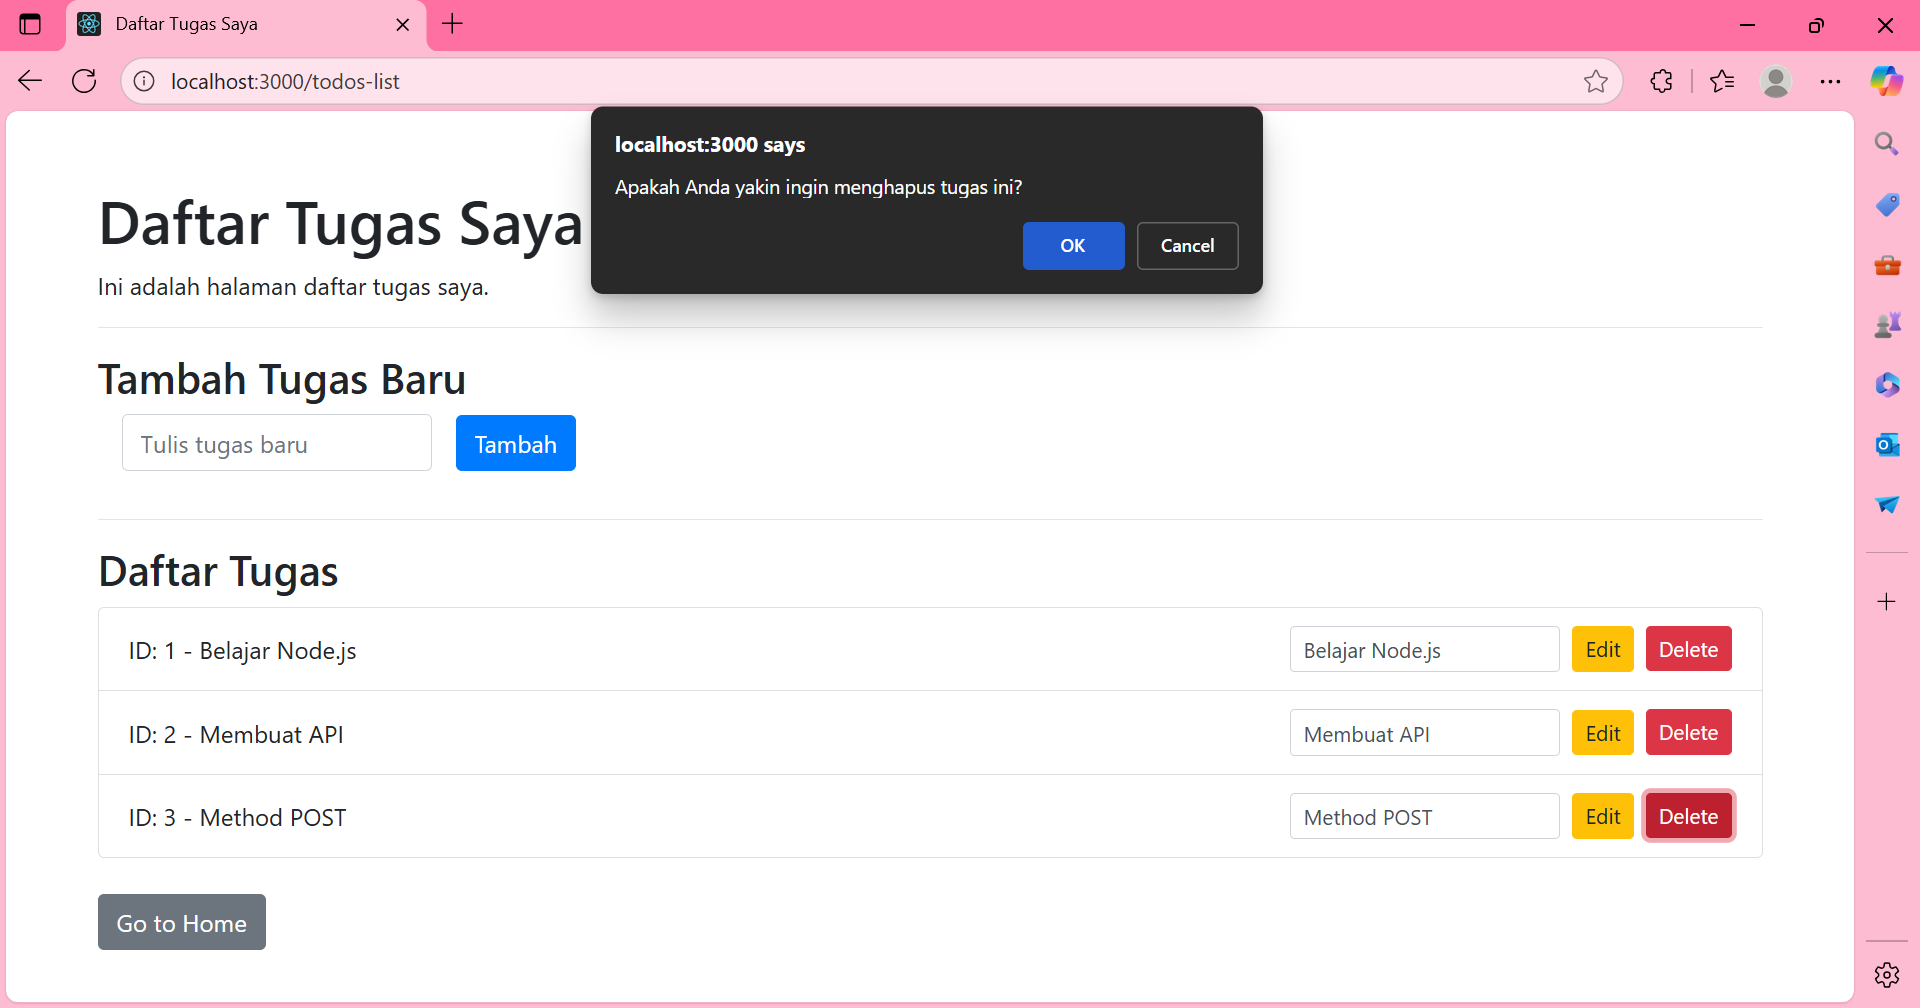 Daftar Tugas Saya
localhost:3000/todos-list
localhost:3000 says
Apakah Anda yakin ingin menghapus tugas ini?
OK
Cancel
Daftar Tugas Saya
Ini adalah halaman daftar tugas saya.
Tambah Tugas Baru
Tulis tugas baru
Tambah
Daftar Tugas
ID: 1 - Belajar Node.js
Belajar Node.js
Edit
Delete
ID: 2 - Membuat API
Membuat API
Edit
Delete
ID: 3 - Method POST
Method POST
Edit
Delete
Go to Home